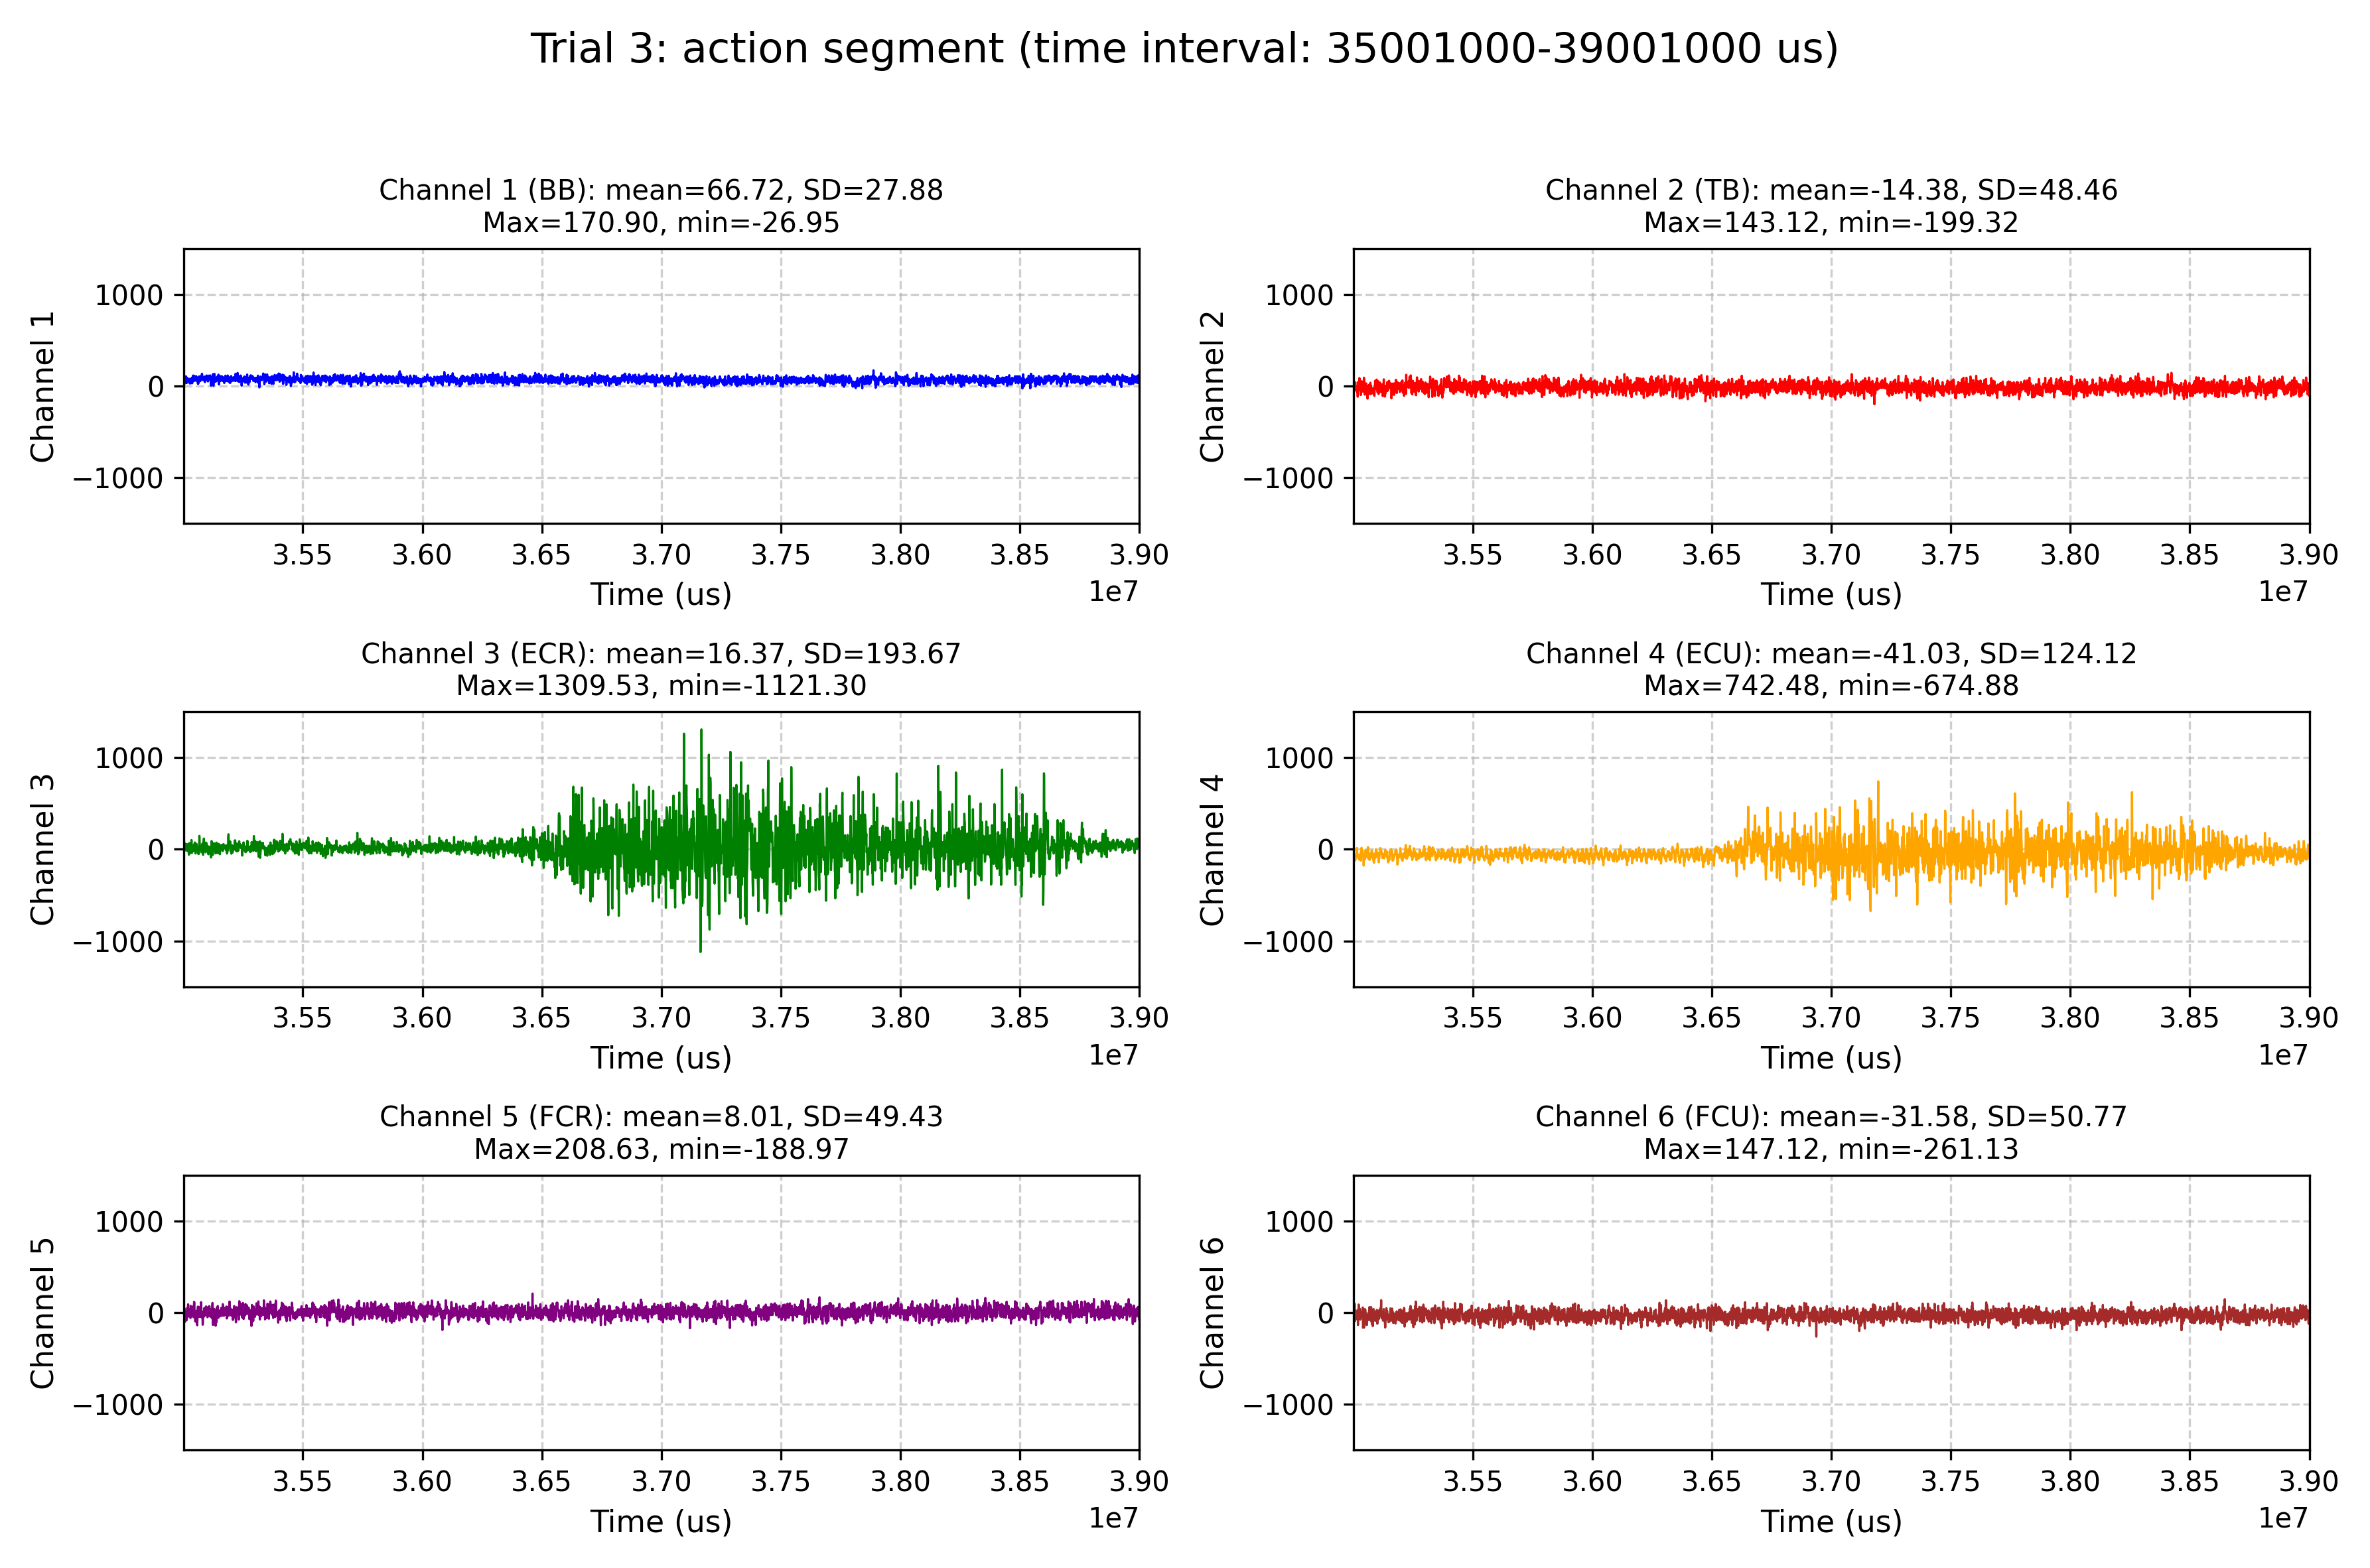 Trial 3: action segment (time interval: 35001000-39001000 us)
Channel 1 (BB): mean=66.72, SD=27.88
Max=170.90, min=-26.95
Channel 1
1000
0
−1000
3.55 3.60 3.65 3.70 3.75 3.80 3.85 3.90
Time (us)
1e7
Channel 2 (TB): mean=-14.38, SD=48.46
Max=143.12, min=-199.32
Channel 2
1000
0
−1000
3.55 3.60 3.65 3.70 3.75 3.80 3.85 3.90
Time (us)
1e7
Channel 3 (ECR): mean=16.37, SD=193.67
Max=1309.53, min=-1121.30
Channel 3
1000
0
−1000
3.55 3.60 3.65 3.70 3.75 3.80 3.85 3.90
Time (us)
1e7
Channel 4 (ECU): mean=-41.03, SD=124.12
Max=742.48, min=-674.88
Channel 4
1000
0
−1000
3.55 3.60 3.65 3.70 3.75 3.80 3.85 3.90
Time (us)
1e7
Channel 5 (FCR): mean=8.01, SD=49.43
Max=208.63, min=-188.97
Channel 5
1000
0
−1000
3.55 3.60 3.65 3.70 3.75 3.80 3.85 3.90
Time (us)
1e7
Channel 6 (FCU): mean=-31.58, SD=50.77
Max=147.12, min=-261.13
Channel 6
1000
0
−1000
3.55 3.60 3.65 3.70 3.75 3.80 3.85 3.90
Time (us)
1e7